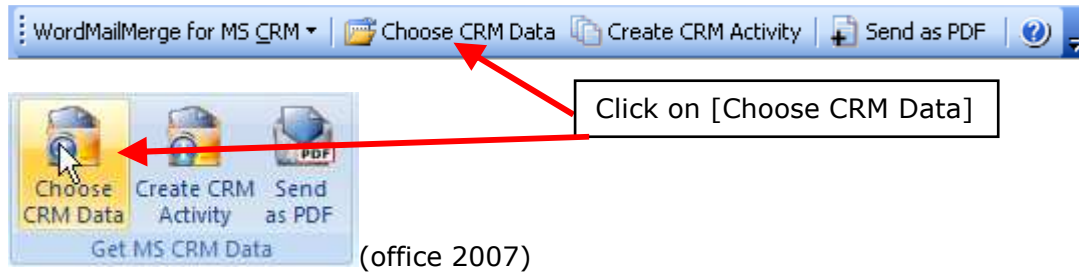 WordMailMerge for MS CRM Choose CRM Data Create CRM Activity Send as PDF ?
Click on [Choose CRM Data]
PDF
Choose Create CRM Send
CRM Data Activity as PDF
Get MS CRM Data
(office 2007)